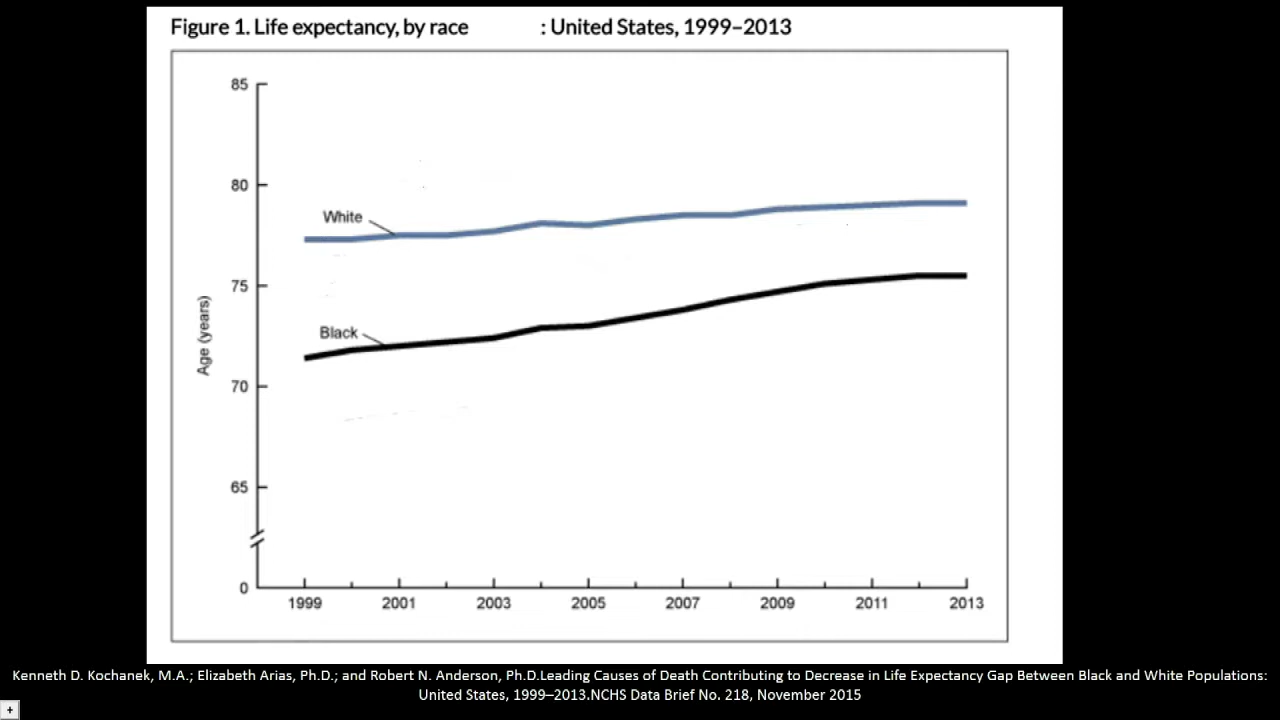 Figure 1. Life expectancy, by race : United States, 1999–2013
85
80
White
75
Black
Age (years)
70
65
0
1999 2001 2003 2005 2007 2009 2011 2013
Kenneth D. Kochanek, M.A.; Elizabeth Arias, Ph.D.; and Robert N. Anderson, Ph.D.Leading Causes of Death Contributing to Decrease in Life Expectancy Gap Between Black and White Populations:
United States, 1999–2013.NCHS Data Brief No. 218, November 2015
+